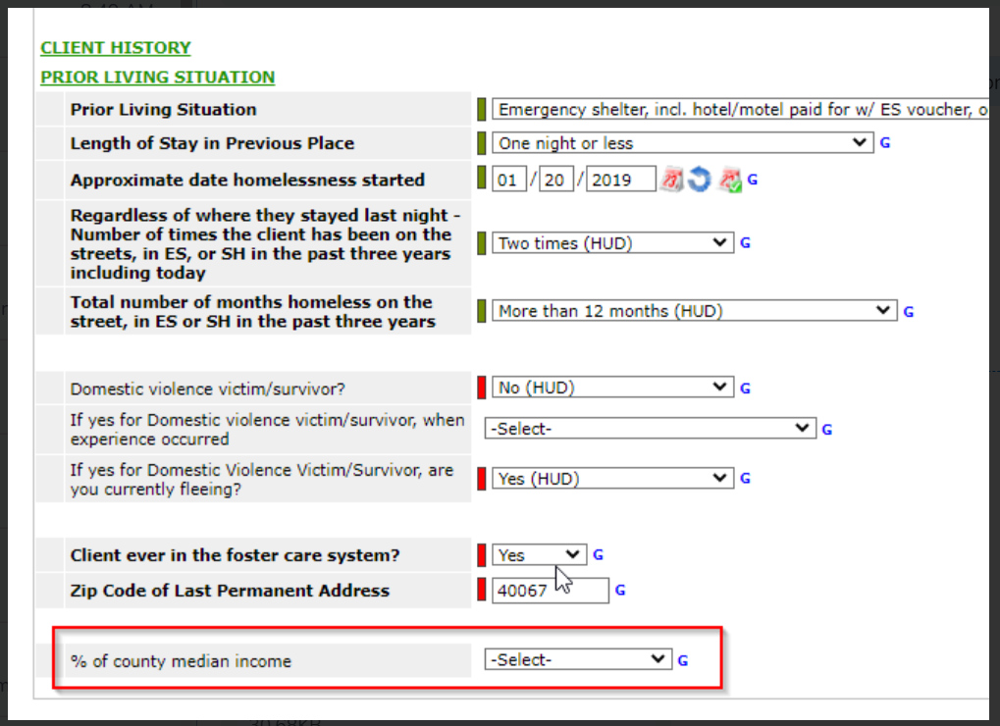 CLIENT HISTORY
PRIOR LIVING SITUATION
Prior Living Situation
Emergency shelter, incl. hotel/motel paid for w/ ES voucher, o
Length of Stay in Previous Place
One night or less G
Approximate date homelessness started
01 / 20 / 2019 G
Regardless of where they stayed last night -
Number of times the client has been on the
streets, in ES, or SH in the past three years
including today
Two times (HUD) G
Total number of months homeless on the
street, in ES or SH in the past three years
More than 12 months (HUD) G
Domestic violence victim/survivor?
No (HUD) G
If yes for Domestic violence victim/survivor, when
experience occurred
-Select- G
If yes for Domestic Violence Victim/Survivor, are
you currently fleeing?
Yes (HUD) G
Client ever in the foster care system?
Yes G
Zip Code of Last Permanent Address
40067 G
% of county median income
-Select- G